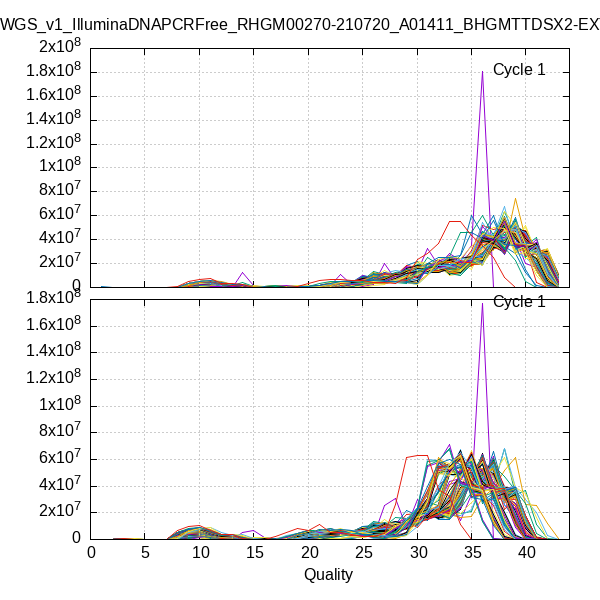 WGS_v1_IlluminaDNAPCRFree_RHGM00270-210720_A01411_BHGMTTDSX2-EX
2x10^8
1.8x10^8
1.6x10^8
1.4x10^8
1.2x10^8
1x10^8
8x10^7
6x10^7
4x10^7
2x10^7
0
Cycle 1
1.8x10^8
1.6x10^8
1.4x10^8
1.2x10^8
1x10^8
8x10^7
6x10^7
4x10^7
2x10^7
0
Cycle 1
0 5 10 15 20 25 30 35 40
Quality